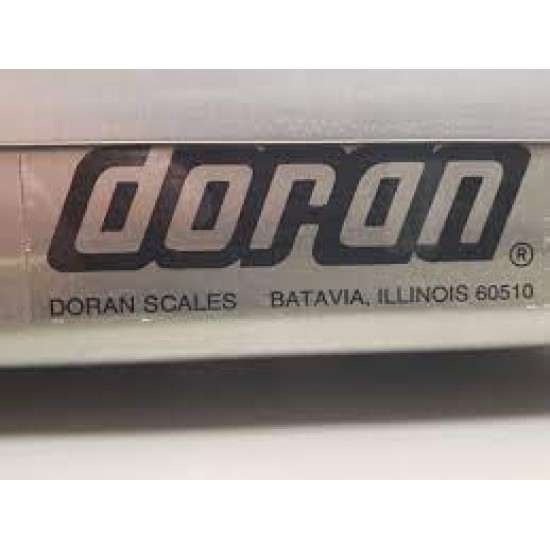 doran®
DORAN SCALES BATAVIA, ILLINOIS 60510